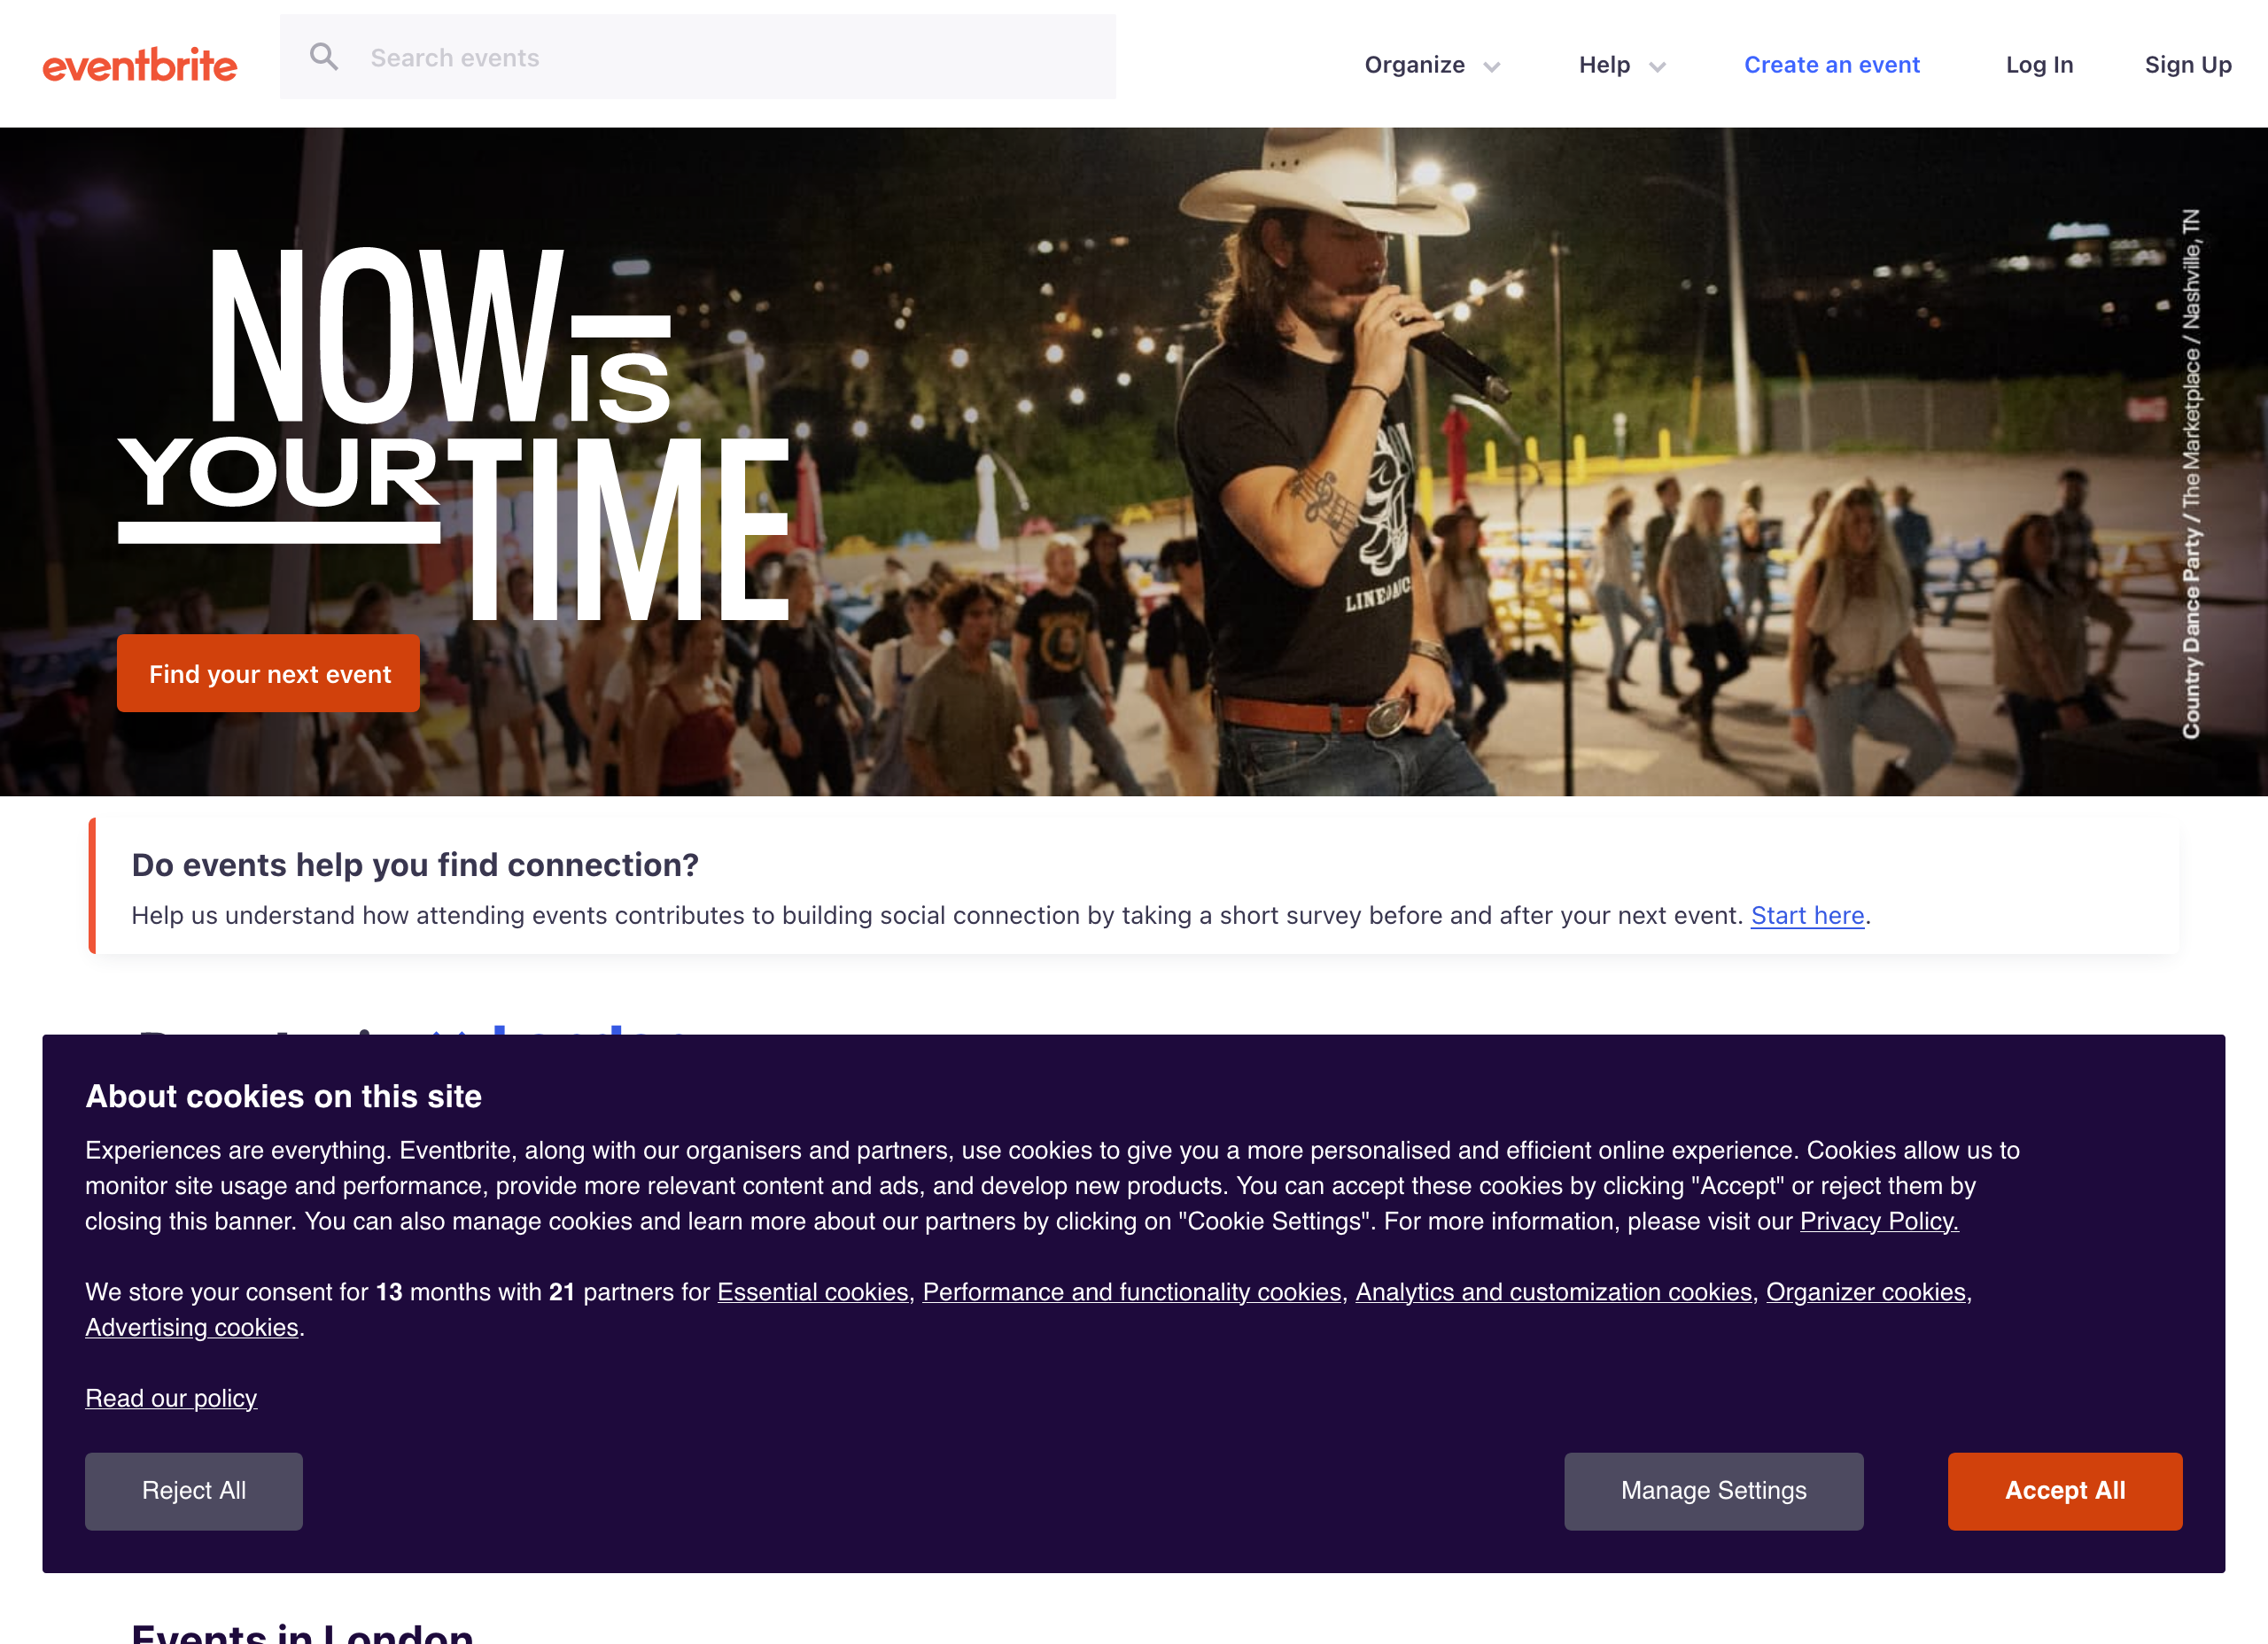 eventbrite
Search events
Organize
Help
Create an event
Log In
Sign Up
NOW IS
YOUR TIME
Find your next event
Country Dance Party / The Marketplace / Nashville, TN
Do events help you find connection?
Help us understand how attending events contributes to building social connection by taking a short survey before and after your next event. Start here.
About cookies on this site
Experiences are everything. Eventbrite, along with our organisers and partners, use cookies to give you a more personalised and efficient online experience. Cookies allow us to
monitor site usage and performance, provide more relevant content and ads, and develop new products. You can accept these cookies by clicking "Accept" or reject them by
closing this banner. You can also manage cookies and learn more about our partners by clicking on "Cookie Settings". For more information, please visit our Privacy Policy.
We store your consent for 13 months with 21 partners for Essential cookies, Performance and functionality cookies, Analytics and customization cookies, Organizer cookies,
Advertising cookies.
Read our policy
Reject All
Manage Settings
Accept All
Events in London